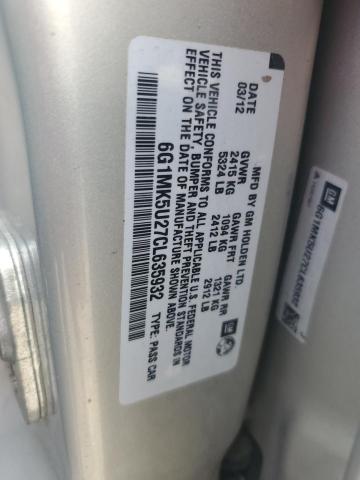 MFD BY GM HOLDEN LTD
DATE GVWR GAWR FRT GAWR RR
03/12 2415 KG 1094 KG 1321 KG
5324 LB 2412 LB 2912 LB
THIS VEHICLE CONFORMS TO ALL APPLICABLE U.S. FEDERAL MOTOR
VEHICLE SAFETY, BUMPER AND THEFT PREVENTION STANDARDS IN
EFFECT ON THE DATE OF MANUFACTURE SHOWN ABOVE.
6G1MK5U27CL635932 TYPE: PASS CAR
GM
GM